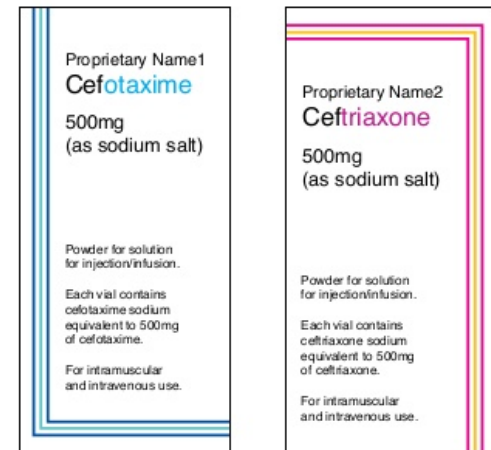 Proprietary Name1
Cefotaxime
500mg
(as sodium salt)
Powder for solution
for injection/infusion.
Each vial contains
cefotaxime sodium
equivalent to 500mg
of cefotaxime.
For intramuscular
and intravenous use.
Proprietary Name2
Ceftriaxone
500mg
(as sodium salt)
Powder for solution
for injection/infusion.
Each vial contains
ceftriaxone sodium
equivalent to 500mg
of ceftriaxone.
For intramuscular
and intravenous use.